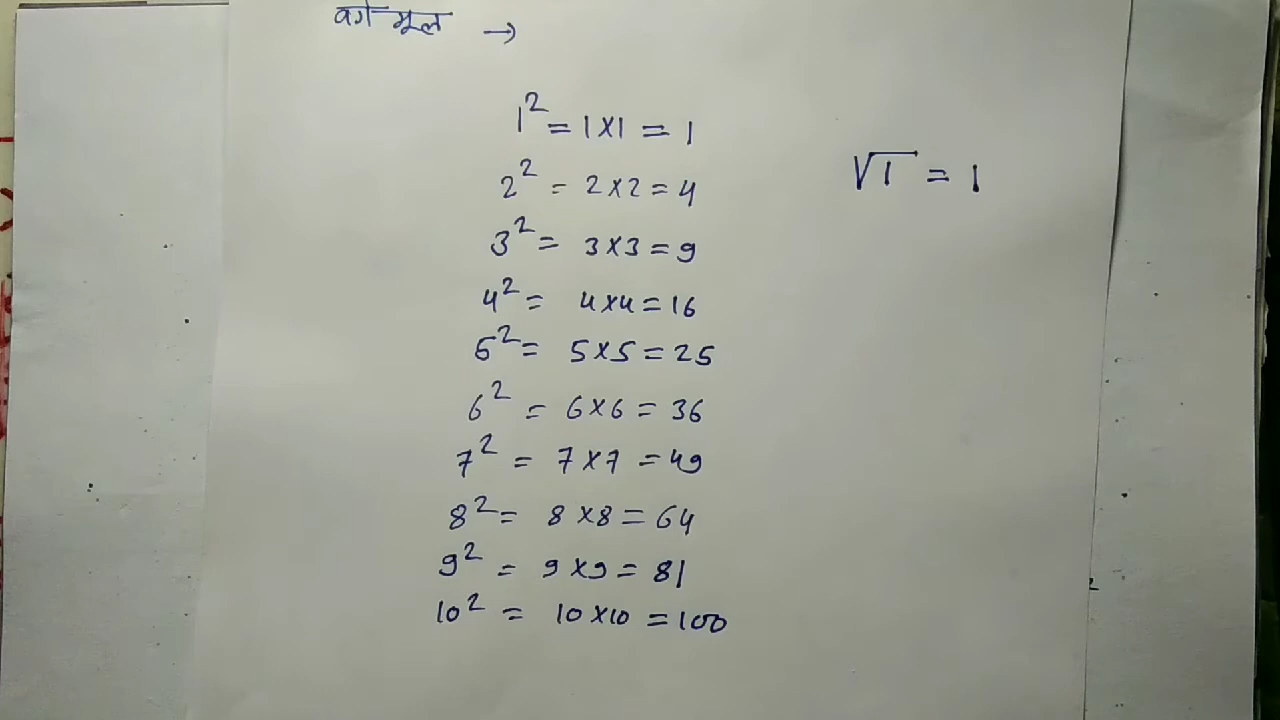 वर्ग मूल →
1² = 1×1 = 1
2² = 2×2 = 4
√1 = 1
3² = 3×3 = 9
4² = 4×4 = 16
5² = 5×5 = 25
6² = 6×6 = 36
7² = 7×7 = 49
8² = 8×8 = 64
9² = 9×9 = 81
10² = 10×10 = 100